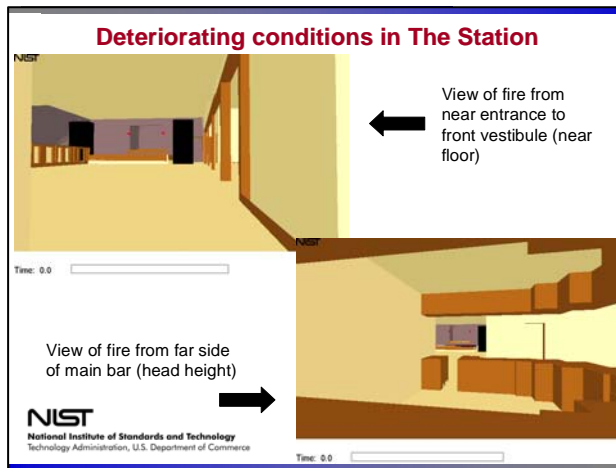 Deteriorating conditions in The Station
NIST
View of fire from
near entrance to
front vestibule (near
floor)
Time: 0.0
NIST
View of fire from far side
of main bar (head height)
Time: 0.0
NIST
National Institute of Standards and Technology
Technology Administration, U.S. Department of Commerce